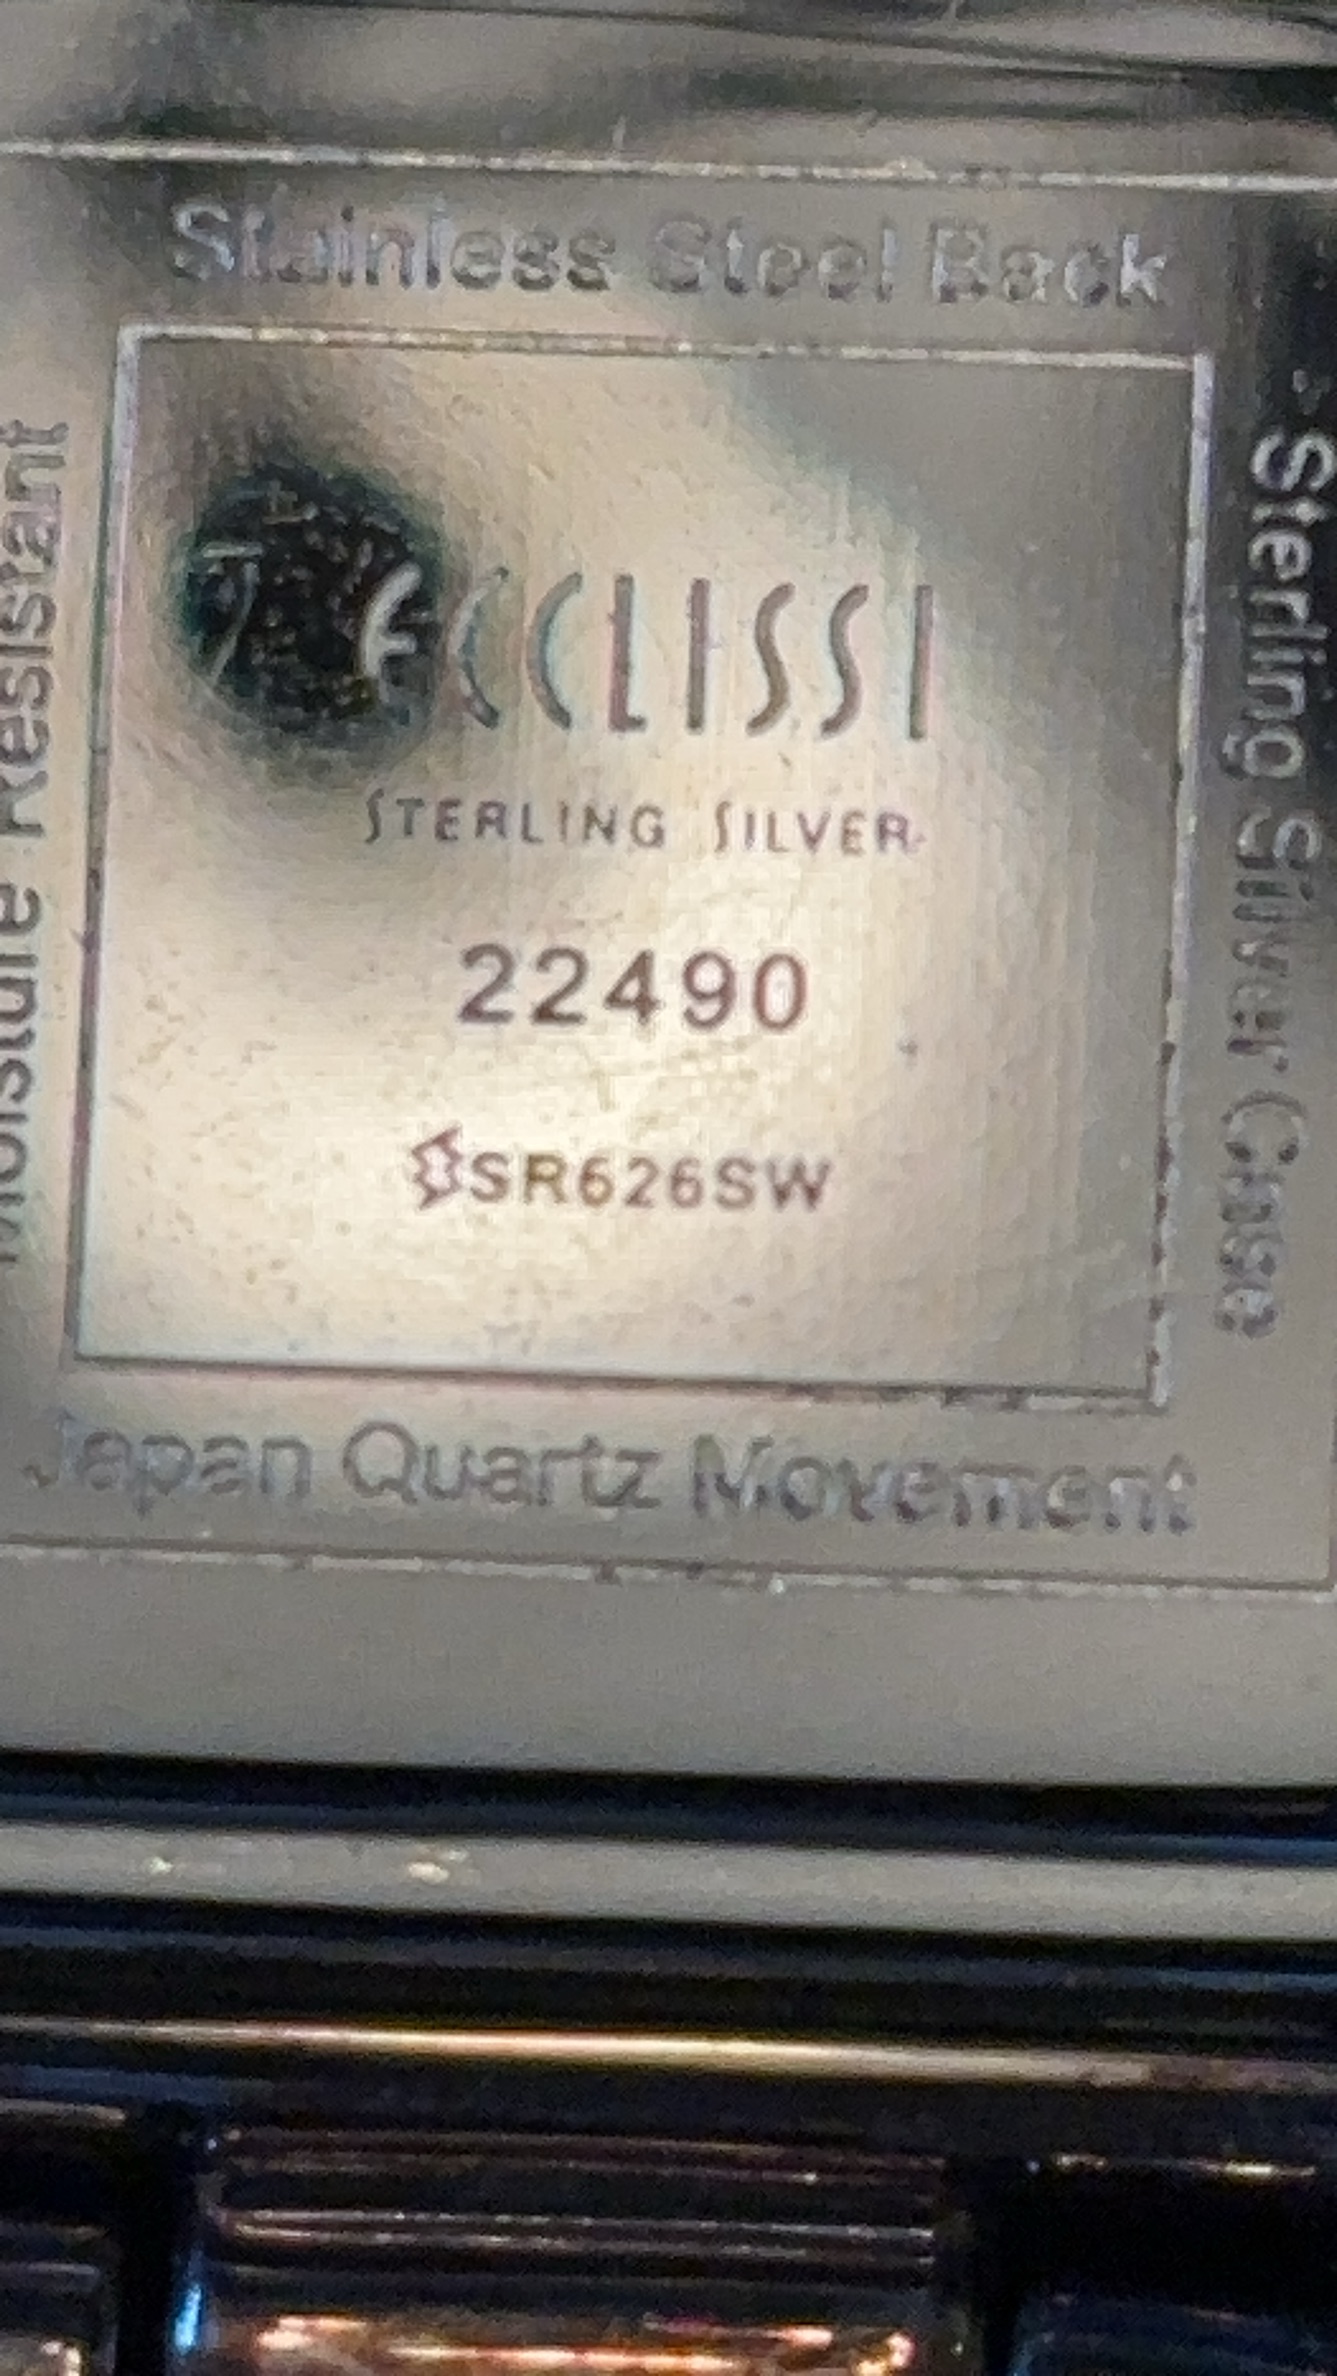 Stainless Steel Back
Moisture Resistant
ECCLISSI
STERLING SILVER
22490
SR626SW
Sterling Silver Case
Japan Quartz Movement